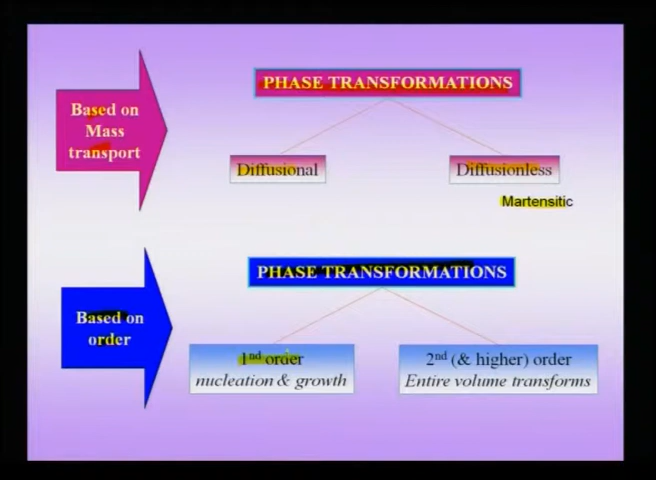 PHASE TRANSFORMATIONS
Based on
Mass
transport
Diffusional
Diffusionless
Martensitic
PHASE TRANSFORMATIONS
Based on
order
1nd order
nucleation & growth
2nd (& higher) order
Entire volume transforms